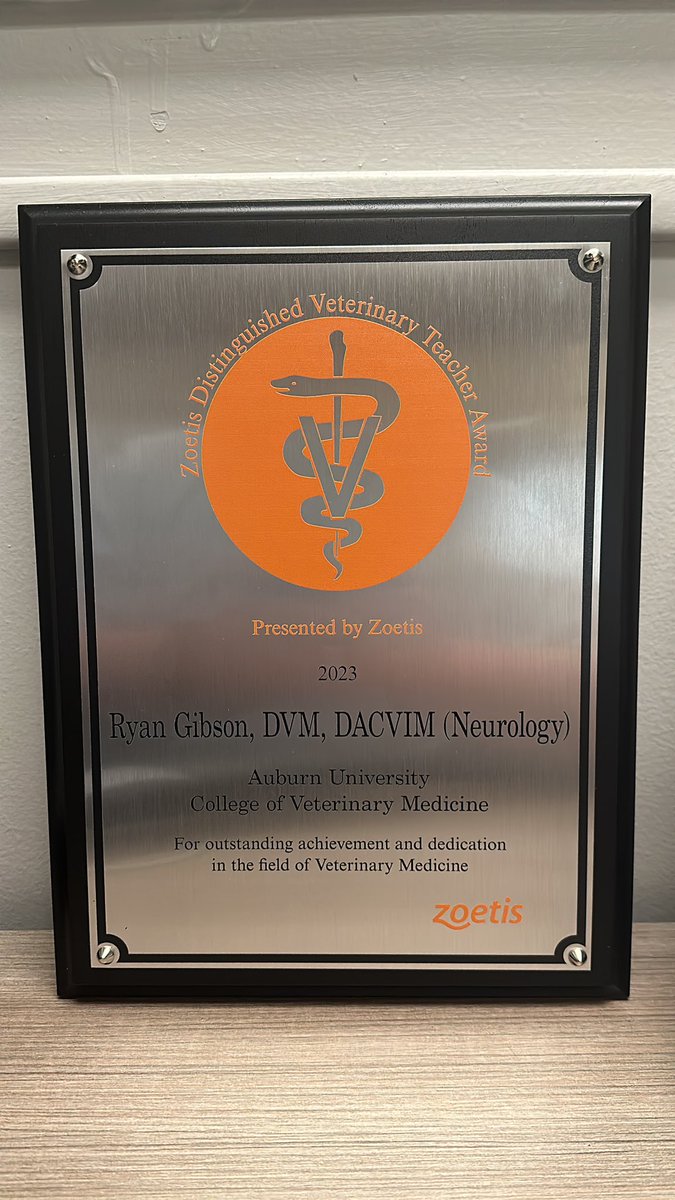 Zoetis Distinguished Veterinary Teacher Award
V
Presented by Zoetis
2023
Ryan Gibson, DVM, DACVIM (Neurology)
Auburn University
College of Veterinary Medicine
For outstanding achievement and dedication
in the field of Veterinary Medicine
zoetis